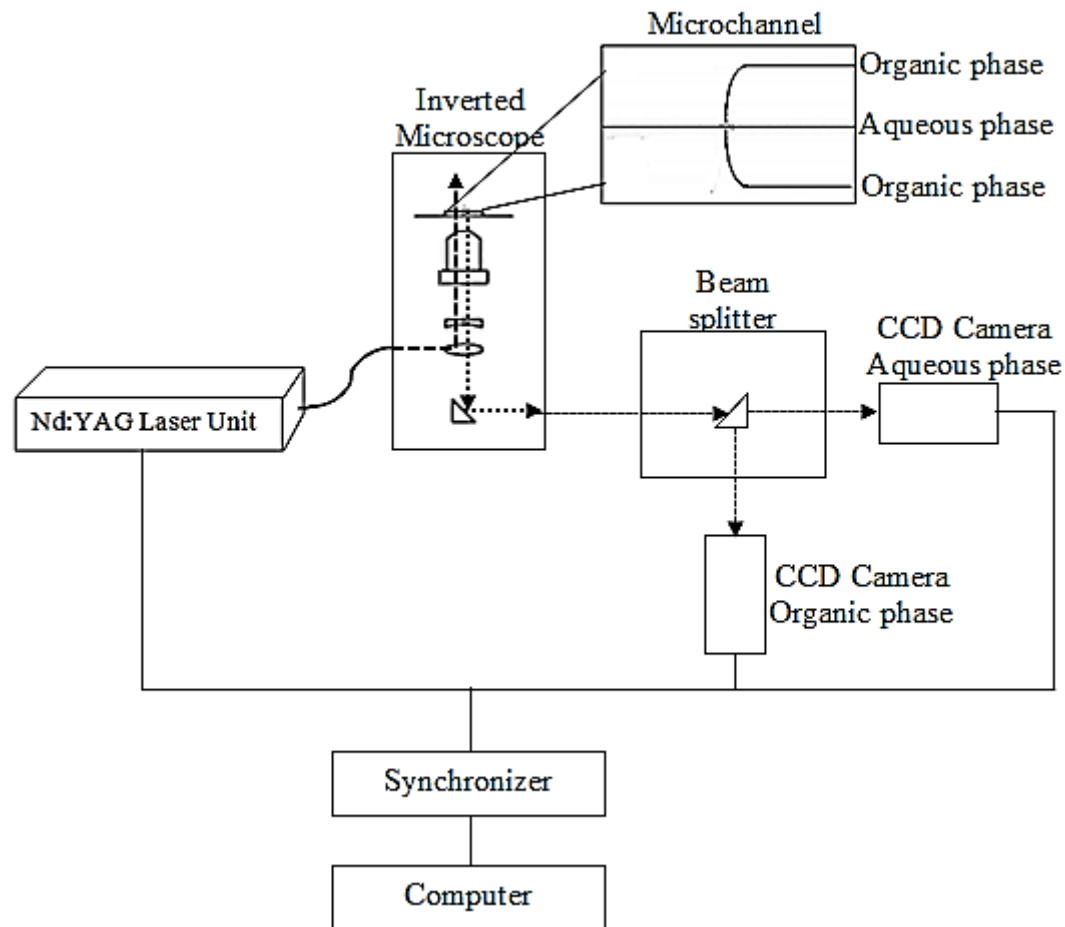 Microchannel
Organic phase
Aqueous phase
Organic phase
Inverted
Microscope
Beam
splitter
CCD Camera
Aqueous phase
Nd:YAG Laser Unit
CCD Camera
Organic phase
Synchronizer
Computer